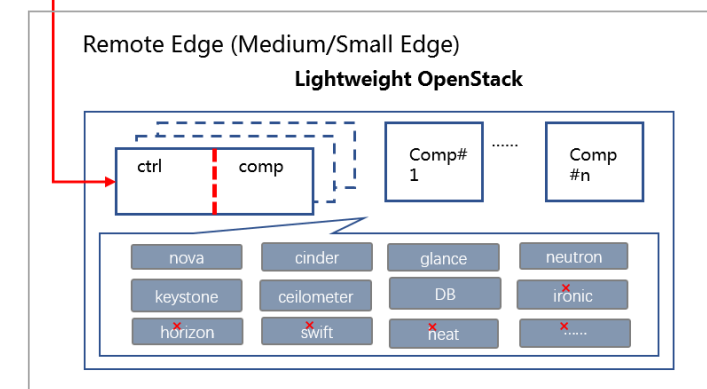 Remote Edge (Medium/Small Edge)
Lightweight OpenStack
ctrl
comp
Comp#
1
......
Comp
#n
nova
cinder
glance
neutron
keystone
ceilometer
DB
ironic
horizon
swift
heat
......